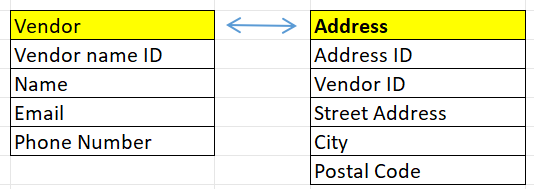 Vendor
Vendor name ID
Name
Email
Phone Number
Address
Address ID
Vendor ID
Street Address
City
Postal Code